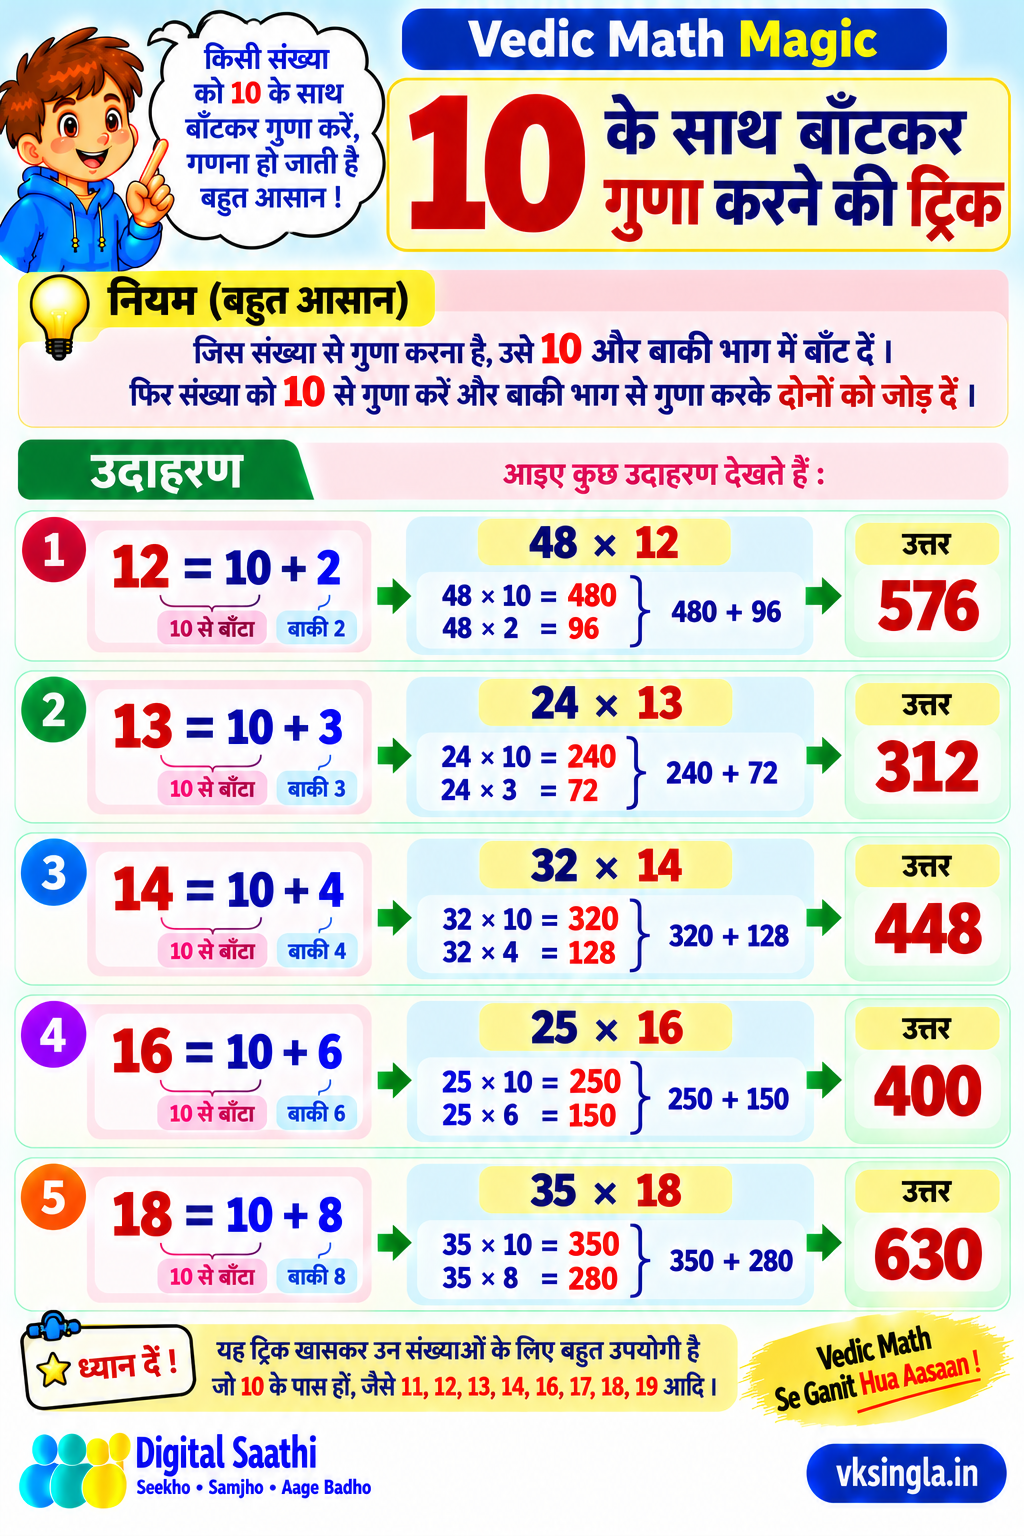 किसी संख्या
को 10 के साथ
बाँटकर गुणा करें,
गणना हो जाती है
बहुत आसान !
Vedic Math Magic
10 के साथ बाँटकर
गुणा करने की ट्रिक
नियम (बहुत आसान)
जिस संख्या से गुणा करना है, उसे 10 और बाकी भाग में बाँट दें ।
फिर संख्या को 10 से गुणा करें और बाकी भाग से गुणा करके दोनों को जोड़ दें ।
उदाहरण
आइए कुछ उदाहरण देखते हैं :
1
12 = 10 + 2
10 से बाँटा
बाकी 2
48 × 12
48 × 10 = 480
48 × 2 = 96
480 + 96
उत्तर
576
2
13 = 10 + 3
10 से बाँटा
बाकी 3
24 × 13
24 × 10 = 240
24 × 3 = 72
240 + 72
उत्तर
312
3
14 = 10 + 4
10 से बाँटा
बाकी 4
32 × 14
32 × 10 = 320
32 × 4 = 128
320 + 128
उत्तर
448
4
16 = 10 + 6
10 से बाँटा
बाकी 6
25 × 16
25 × 10 = 250
25 × 6 = 150
250 + 150
उत्तर
400
5
18 = 10 + 8
10 से बाँटा
बाकी 8
35 × 18
35 × 10 = 350
35 × 8 = 280
350 + 280
उत्तर
630
ध्यान दें !
यह ट्रिक खासकर उन संख्याओं के लिए बहुत उपयोगी है
जो 10 के पास हों, जैसे 11, 12, 13, 14, 16, 17, 18, 19 आदि ।
Vedic Math
Se Ganit Hua Aasaan !
Digital Saathi
Seekho • Samjho • Aage Badho
vksingla.in